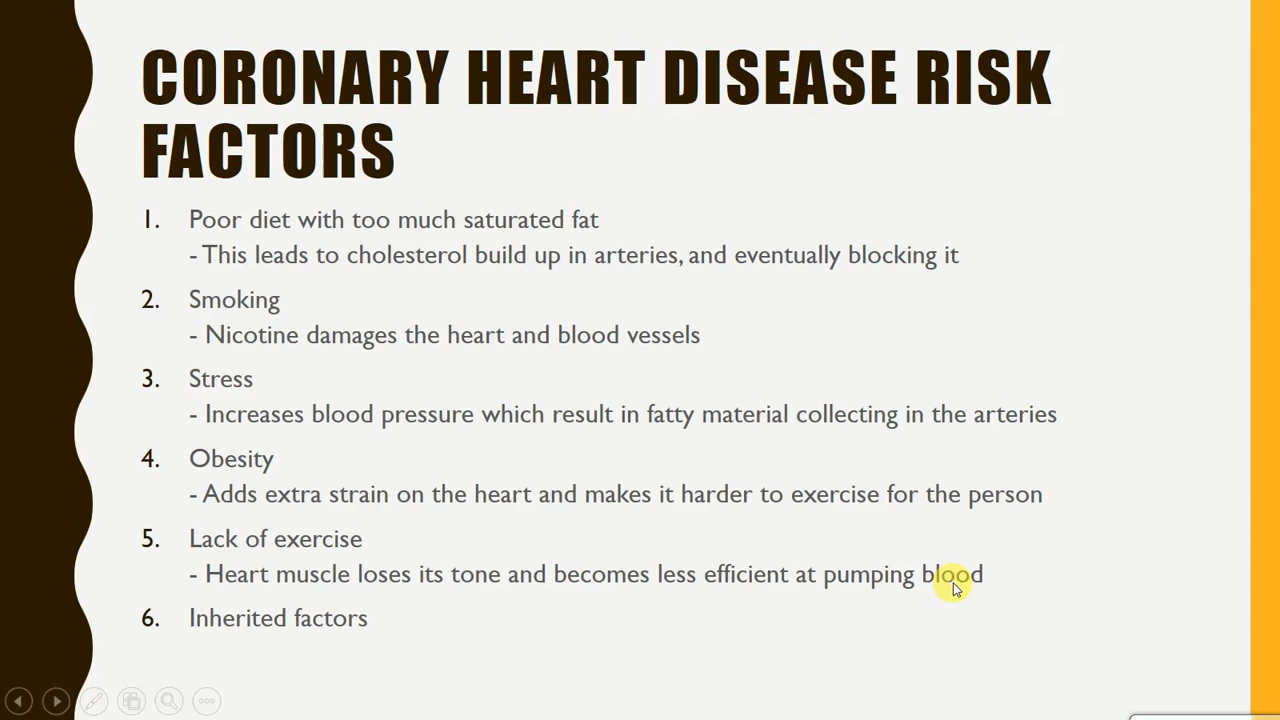 CORONARY HEART DISEASE RISK
FACTORS
1. Poor diet with too much saturated fat
- This leads to cholesterol build up in arteries, and eventually blocking it
2. Smoking
- Nicotine damages the heart and blood vessels
3. Stress
- Increases blood pressure which result in fatty material collecting in the arteries
4. Obesity
- Adds extra strain on the heart and makes it harder to exercise for the person
5. Lack of exercise
- Heart muscle loses its tone and becomes less efficient at pumping blood
6. Inherited factors